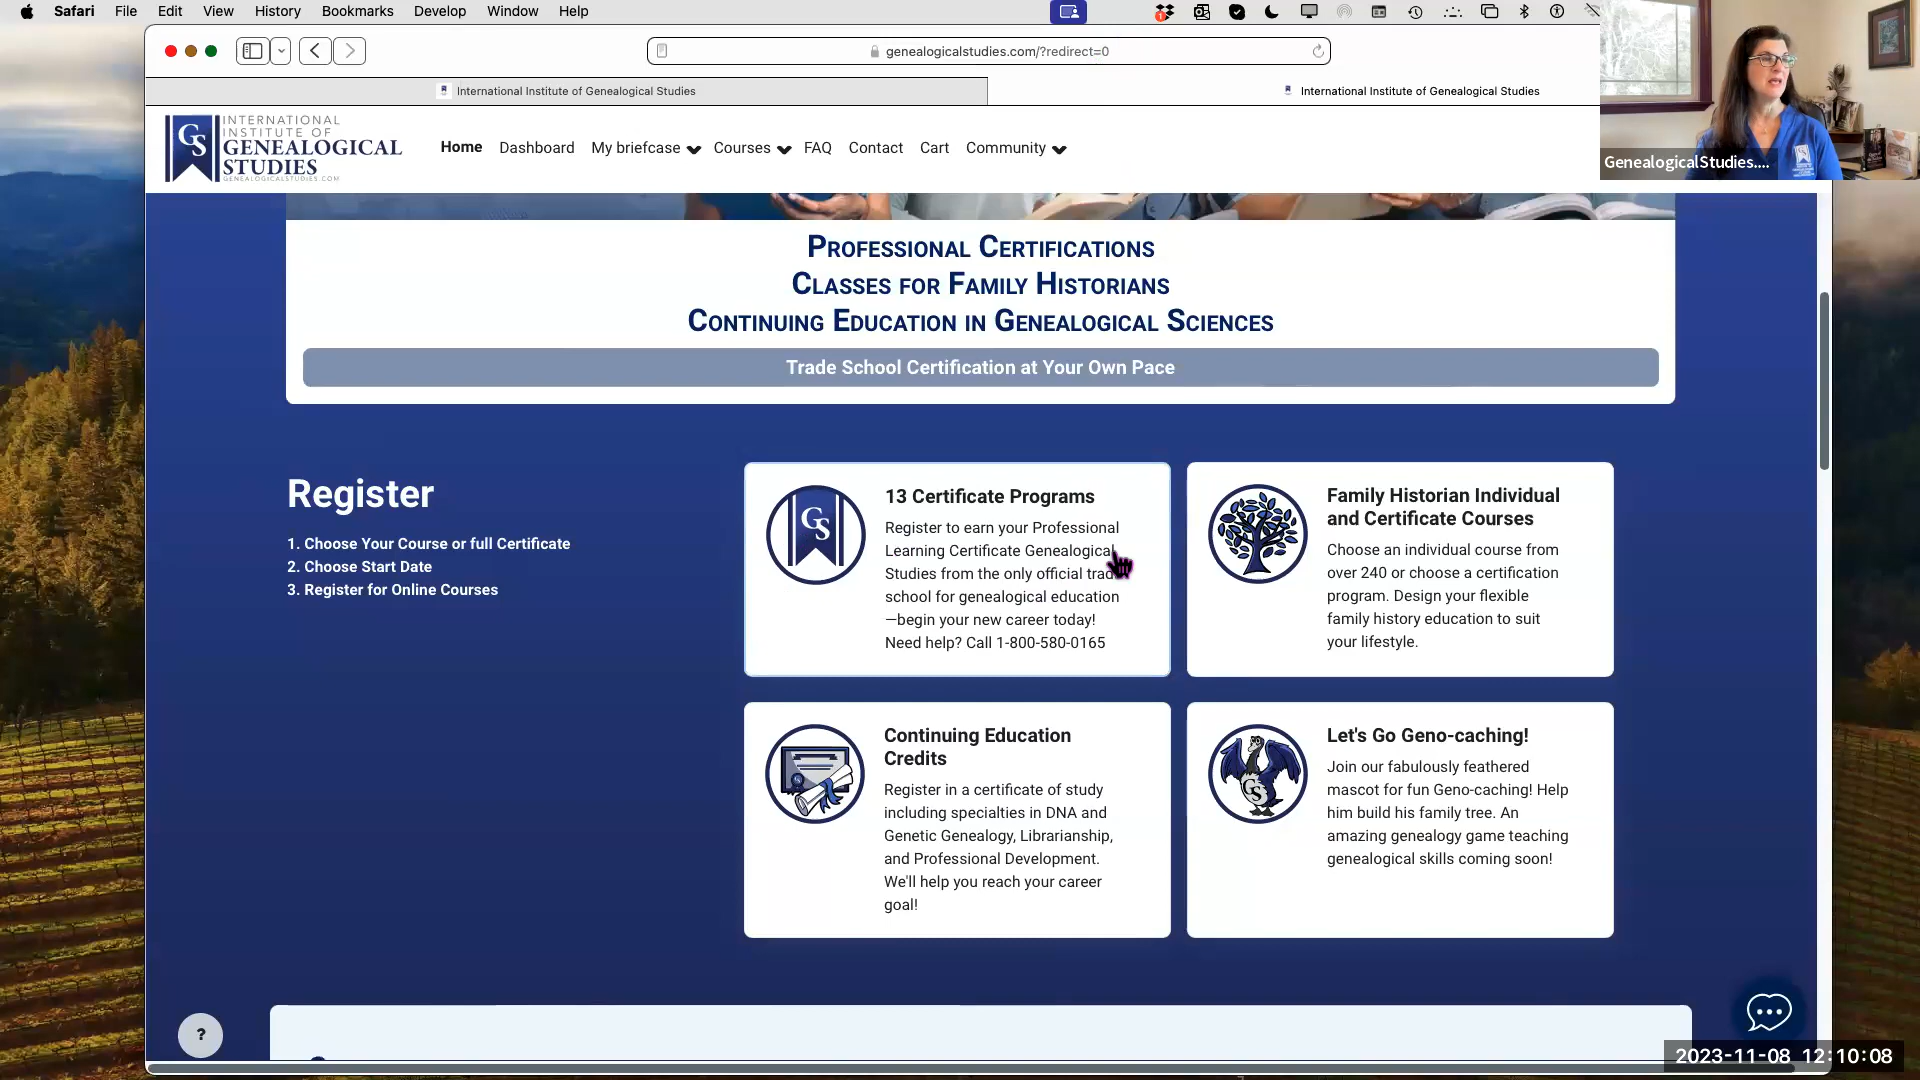 Safari File Edit View History Bookmarks Develop Window Help
genealogicalstudies.com/?redirect=0
International Institute of Genealogical Studies
International Institute of Genealogical Studies
GS
INTERNATIONAL
INSTITUTE OF
GENEALOGICAL
STUDIES
GENEALOGICALSTUDIES.COM
Home Dashboard My briefcase Courses FAQ Contact Cart Community
GenealogicalStudies....
Professional Certifications
Classes for Family Historians
Continuing Education in Genealogical Sciences
Trade School Certification at Your Own Pace
Register
1. Choose Your Course or full Certificate
2. Choose Start Date
3. Register for Online Courses
GS
13 Certificate Programs
Register to earn your Professional
Learning Certificate Genealogical
Studies from the only official trad
school for genealogical education
—begin your new career today!
Need help? Call 1-800-580-0165
Family Historian Individual
and Certificate Courses
Choose an individual course from
over 240 or choose a certification
program. Design your flexible
family history education to suit
your lifestyle.
Continuing Education
Credits
Register in a certificate of study
including specialties in DNA and
Genetic Genealogy, Librarianship,
and Professional Development.
We'll help you reach your career
goal!
GS
Let's Go Geno-caching!
Join our fabulously feathered
mascot for fun Geno-caching! Help
him build his family tree. An
amazing genealogy game teaching
genealogical skills coming soon!
?
2023-11-08 12:10:08